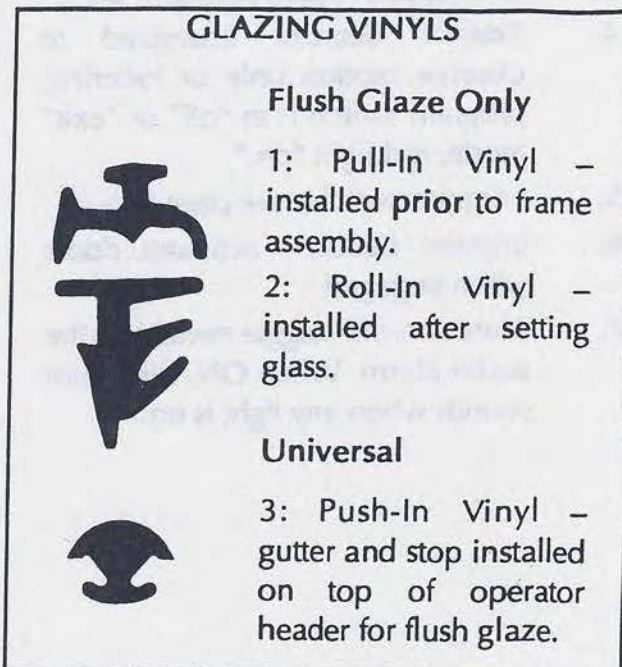 GLAZING VINYLS
Flush Glaze Only
1: Pull-In Vinyl –
installed prior to frame
assembly.
2: Roll-In Vinyl –
installed after setting
glass.
Universal
3: Push-In Vinyl –
gutter and stop installed
on top of operator
header for flush glaze.